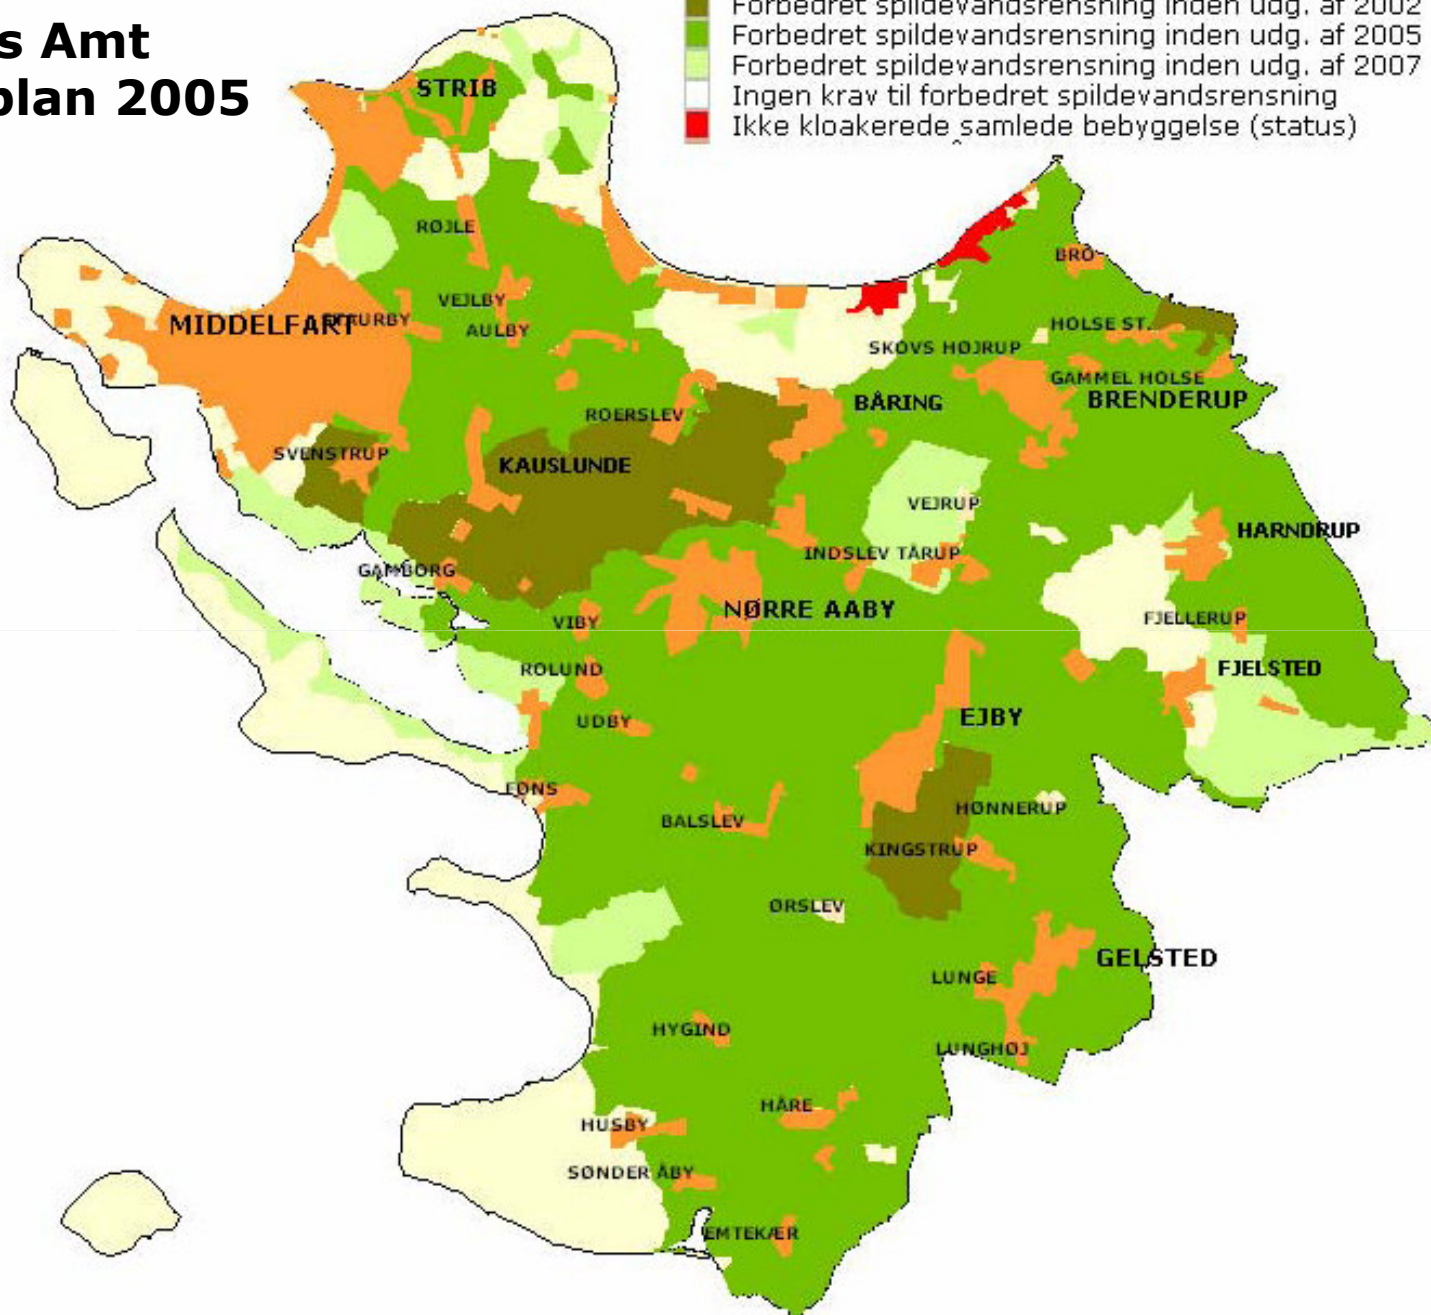 s Amt
plan 2005
Forbedret spildevandsrensning inden udg. af 2002
Forbedret spildevandsrensning inden udg. af 2005
Forbedret spildevandsrensning inden udg. af 2007
Ingen krav til forbedret spildevandsrensning
Ikke kloakerede samlede bebyggelse (status)
STRIB
RØJLE
BRO
VEJLBY
MIDDELFART
STAURBY
AULBY
HOLSE ST.
SKOVS HØJRUP
GAMMEL HOLSE
BÅRING
BRENDERUP
ROERSLEV
SVENSTRUP
KAUSLUNDE
VEJRUP
HARNDRUP
INDSLEV TÅRUP
GAMBORG
NØRRE AABY
VIBY
FJELLERUP
ROLUND
FJELSTED
UDBY
EJBY
FØNS
HØNNERUP
BALSLEV
KINGSTRUP
ØRSLEV
GELSTED
LUNGE
HYGIND
LUNGHØJ
HÅRE
HUSBY
SØNDER ÅBY
EMTEKÆR